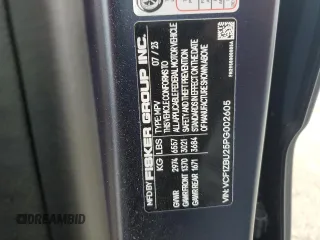 MFD BY
FISKER GROUP INC.
07 / 23
KG LBS TYPE: MPV
GVWR 2974 6557
GAWR FRONT 1370 3021
GAWR REAR 1671 3684
THIS VEHICLE CONFORMS TO
ALL APPLICABLE FEDERAL MOTOR VEHICLE
SAFETY AND THEFT PREVENTION
STANDARDS IN EFFECT ON THE DATE OF
MANUFACTURE SHOWN ABOVE
VIN: VCF1ZBU25PG002605